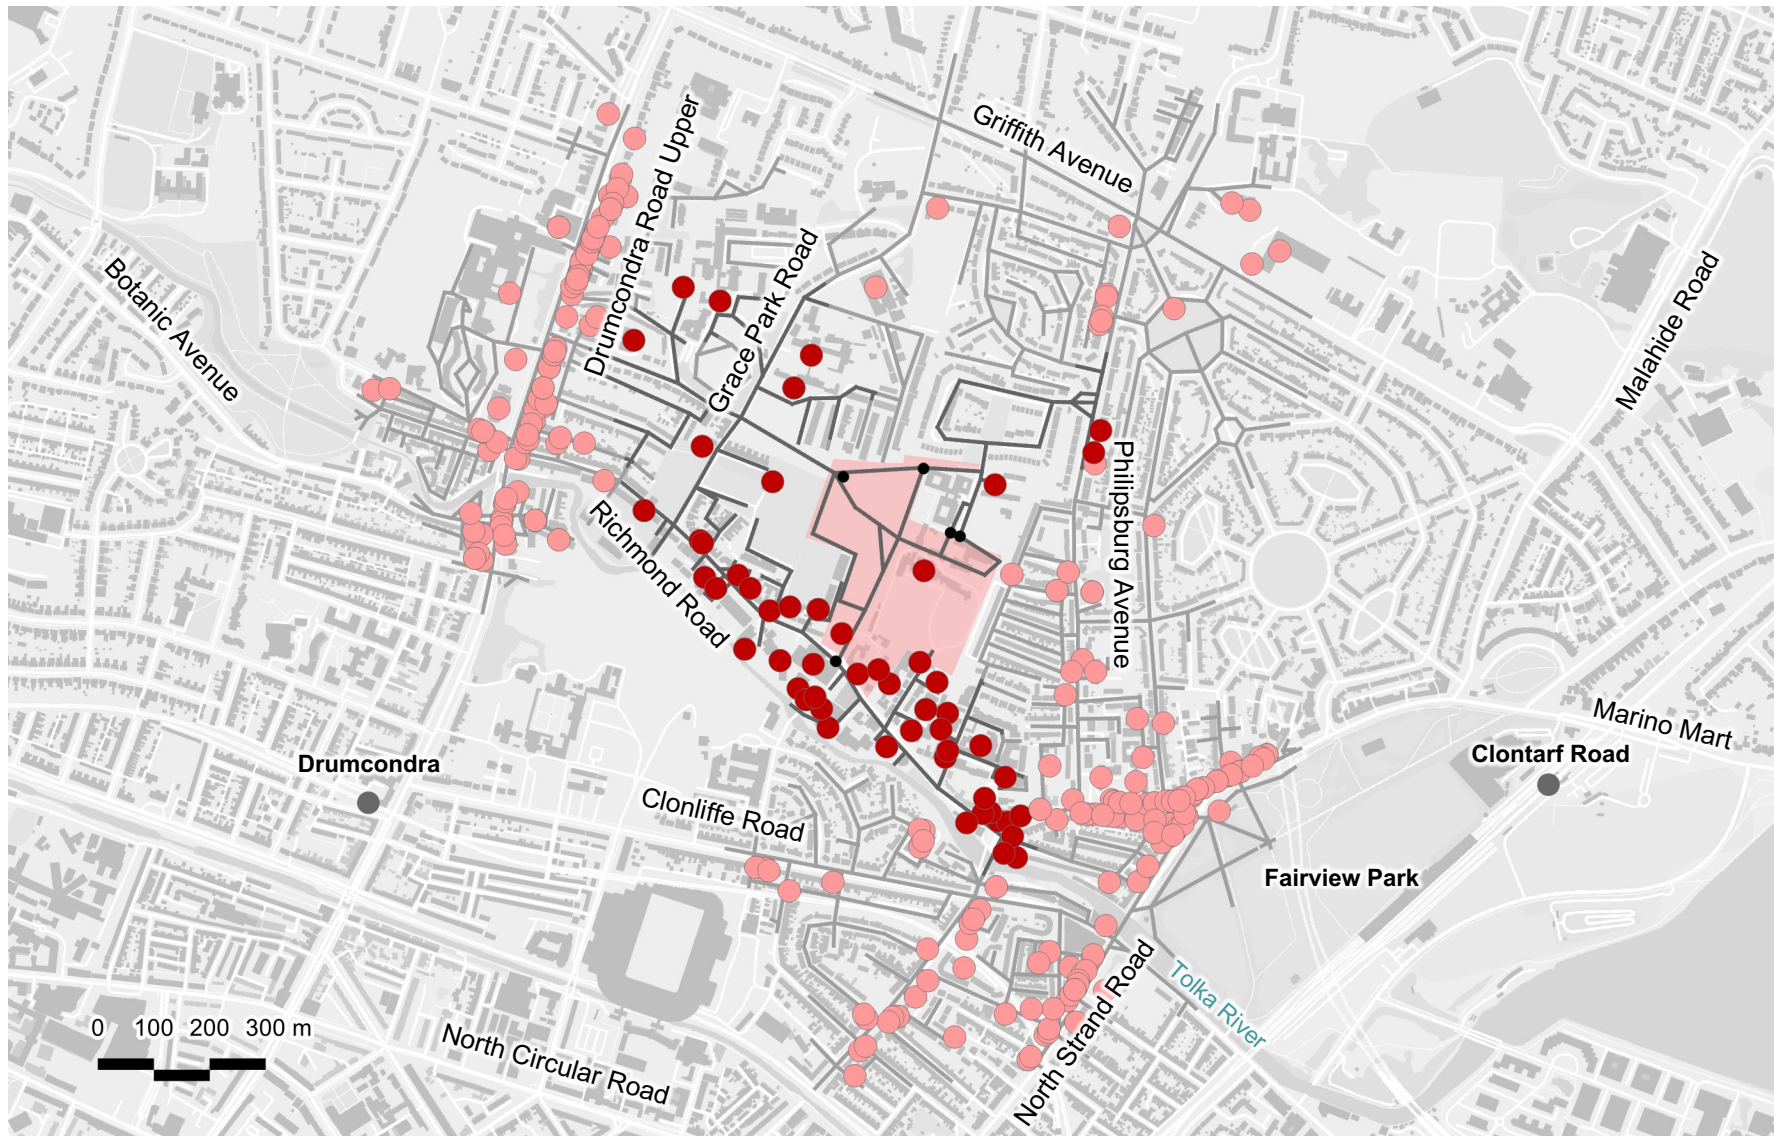 Griffith Avenue
Drumcondra Road Upper
Grace Park Road
Botanic Avenue
Malahide Road
Philipsburg Avenue
Richmond Road
Marino Mart
Clontarf Road
Drumcondra
Clonliffe Road
Fairview Park
Tolka River
North Strand Road
0 100 200 300 m
North Circular Road